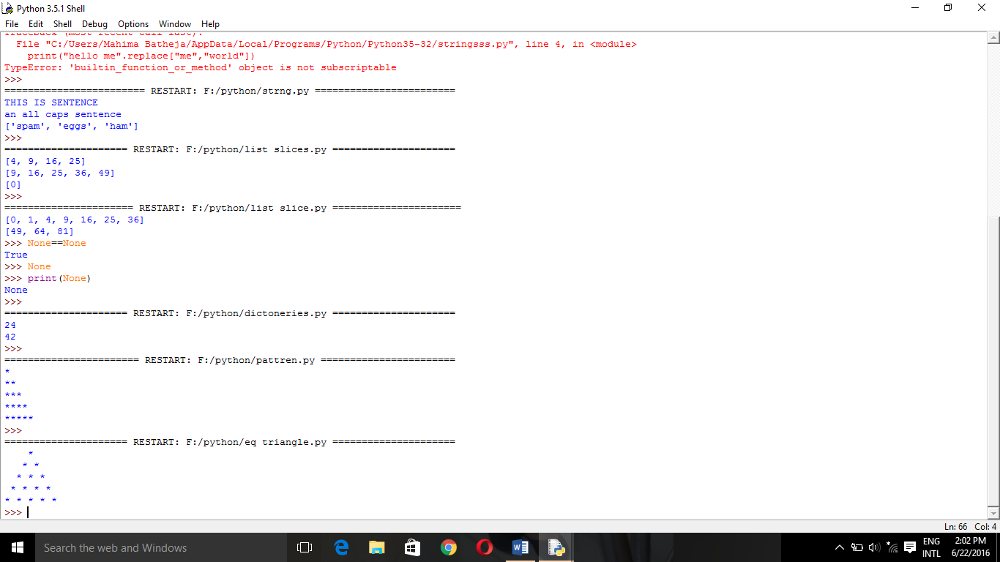 Python 3.5.1 Shell
File Edit Shell Debug Options Window Help
Traceback (most recent call last):
  File "C:/Users/Mahima Batheja/AppData/Local/Programs/Python/Python35-32/stringsss.py", line 4, in <module>
    print("hello me".replace["me","world"])
TypeError: 'builtin_function_or_method' object is not subscriptable
>>>
======================== RESTART: F:/python/strng.py ========================
THIS IS SENTENCE
an all caps sentence
['spam', 'eggs', 'ham']
>>>
===================== RESTART: F:/python/list slices.py =====================
[4, 9, 16, 25]
[9, 16, 25, 36, 49]
[0]
>>>
====================== RESTART: F:/python/list slice.py ======================
[0, 1, 4, 9, 16, 25, 36]
[49, 64, 81]
>>> None==None
True
>>> None
>>> print(None)
None
>>>
===================== RESTART: F:/python/dictoneries.py =====================
24
42
>>>
======================= RESTART: F:/python/pattren.py =======================
*
**
***
****
*****
>>>
===================== RESTART: F:/python/eq triangle.py =====================
    *
   * *
  * * *
 * * * *
* * * * *
>>>
Ln: 66 Col: 4
Search the web and Windows
ENG
INTL
2:02 PM
6/22/2016